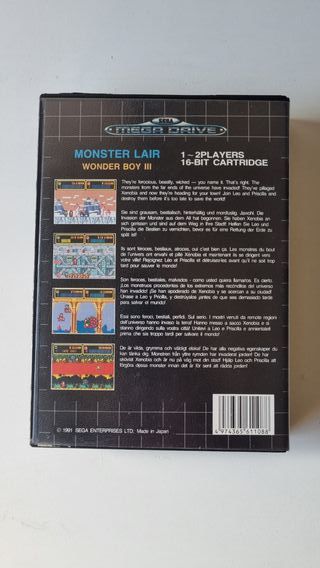 SEGA
MEGA DRIVE
MONSTER LAIR
WONDER BOY III
1~2PLAYERS
16-BIT CARTRIDGE
They're ferocious, beastly, wicked — you name it. That's right. The
monsters from the far ends of the universe have invaded! They've pillaged
Xenobia and now they're heading for your town! Join Leo and Priscilla and
destroy them before it's too late to save the world!
Sie sind grausam, bestialisch, hinterhältig und mordlustig. Jawohl. Die
Invasion der Monster aus dem All hat begonnen. Sie haben Xenobia an
sich gerissen und sind auf dem Weg in Ihre Stadt! Helfen Sie Leo und
Priscilla die Bestien zu vernichten, bevor es für eine Rettung der Erde zu
spät ist!
Ils sont féroces, bestiaux, atroces, oui c'est bien ça. Les monstres du bout
de l'univers ont envahi et pillé Xénobia et maintenant ils se dirigent vers
votre ville! Rejoignez Léo et Priscilla et détruisez-les avant qu'il ne soit trop
tard pour sauver le monde!
Son feroces, bestiales, malvados - como usted quiera llamarlos. Es cierto.
¡Los monstruos procedentes de los extremos más recónditos del universo
han invadido! ¡Se han apoderado de Xenobia y ahora se acercan a su ciudad!
Únase a Leo y Priscilla, y destrúyalos antes de que sea demasiado tarde
para salvar el mundo!
Essi sono feroci, bestiali, perfidi. Sul serio. I mostri venuti da remote regioni
dell'universo hanno invaso la terra! Hanno messo a sacco Xenobia e si
stanno dirigendo sulla vostra città! Unitevi a Leo e Priscilla e annientateli
prima che sia troppo tardi per salvare il mondo!
De är vilda, grymma och väldigt elaka! De har alla negativa egenskaper du
kan tänka dig. Monstren från yttre rymden har invaderat jorden! De har
skövlat Xenobia och är nu på väg mot din stad! Hjälp Leo och Priscilla att
förgöra dessa monster innan det är för sent att rädda jorden!
© 1991 SEGA ENTERPRISES LTD. Made in Japan
4 974365 611088